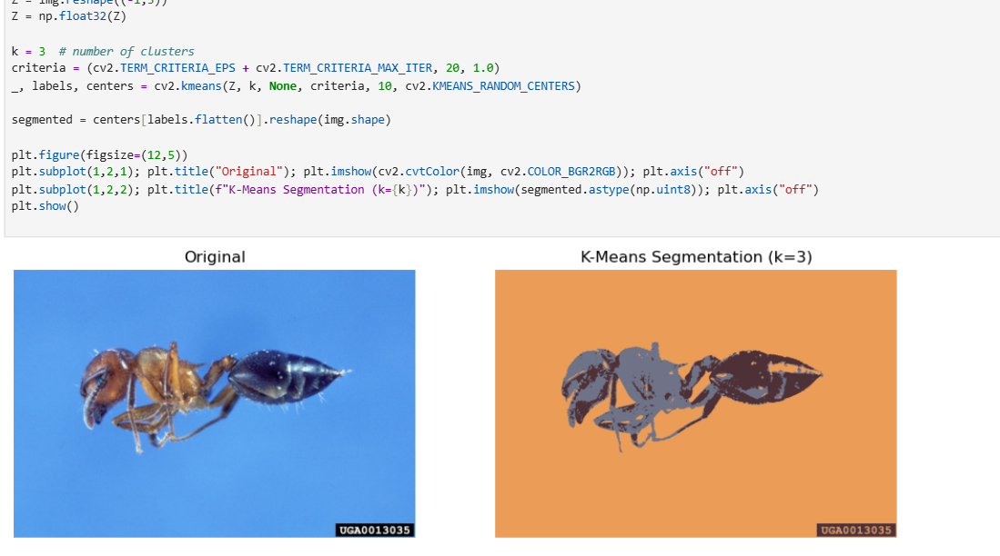 Z = img.reshape((-1,3))
Z = np.float32(Z)
k = 3  # number of clusters
criteria = (cv2.TERM_CRITERIA_EPS + cv2.TERM_CRITERIA_MAX_ITER, 20, 1.0)
_, labels, centers = cv2.kmeans(Z, k, None, criteria, 10, cv2.KMEANS_RANDOM_CENTERS)
segmented = centers[labels.flatten()].reshape(img.shape)
plt.figure(figsize=(12,5))
plt.subplot(1,2,1); plt.title("Original"); plt.imshow(cv2.cvtColor(img, cv2.COLOR_BGR2RGB)); plt.axis("off")
plt.subplot(1,2,2); plt.title(f"K-Means Segmentation (k={k})"); plt.imshow(segmented.astype(np.uint8)); plt.axis("off")
plt.show()
Original
K-Means Segmentation (k=3)
UGA0013035
UGA0013035